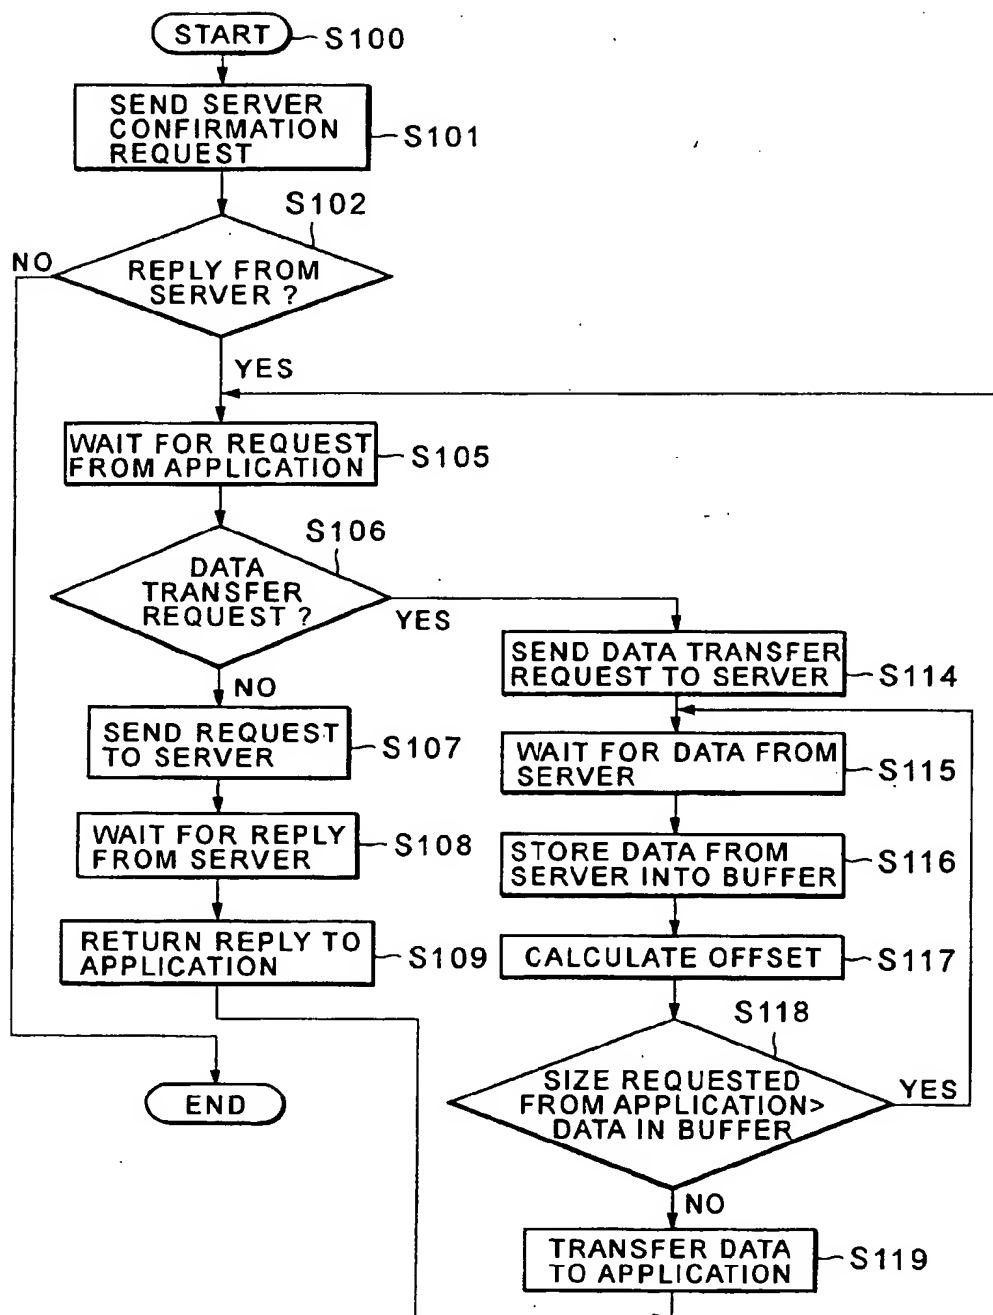 START
S100
SEND SERVER
CONFIRMATION
REQUEST
S101
S102
REPLY FROM
SERVER ?
NO
YES
WAIT FOR REQUEST
FROM APPLICATION
S105
S106
DATA
TRANSFER
REQUEST ?
YES
NO
SEND REQUEST
TO SERVER
S107
WAIT FOR REPLY
FROM SERVER
S108
RETURN REPLY TO
APPLICATION
S109
END
SEND DATA TRANSFER
REQUEST TO SERVER
S114
WAIT FOR DATA FROM
SERVER
S115
STORE DATA FROM
SERVER INTO BUFFER
S116
CALCULATE OFFSET
S117
S118
SIZE REQUESTED
FROM APPLICATION>
DATA IN BUFFER
YES
NO
TRANSFER DATA
TO APPLICATION
S119